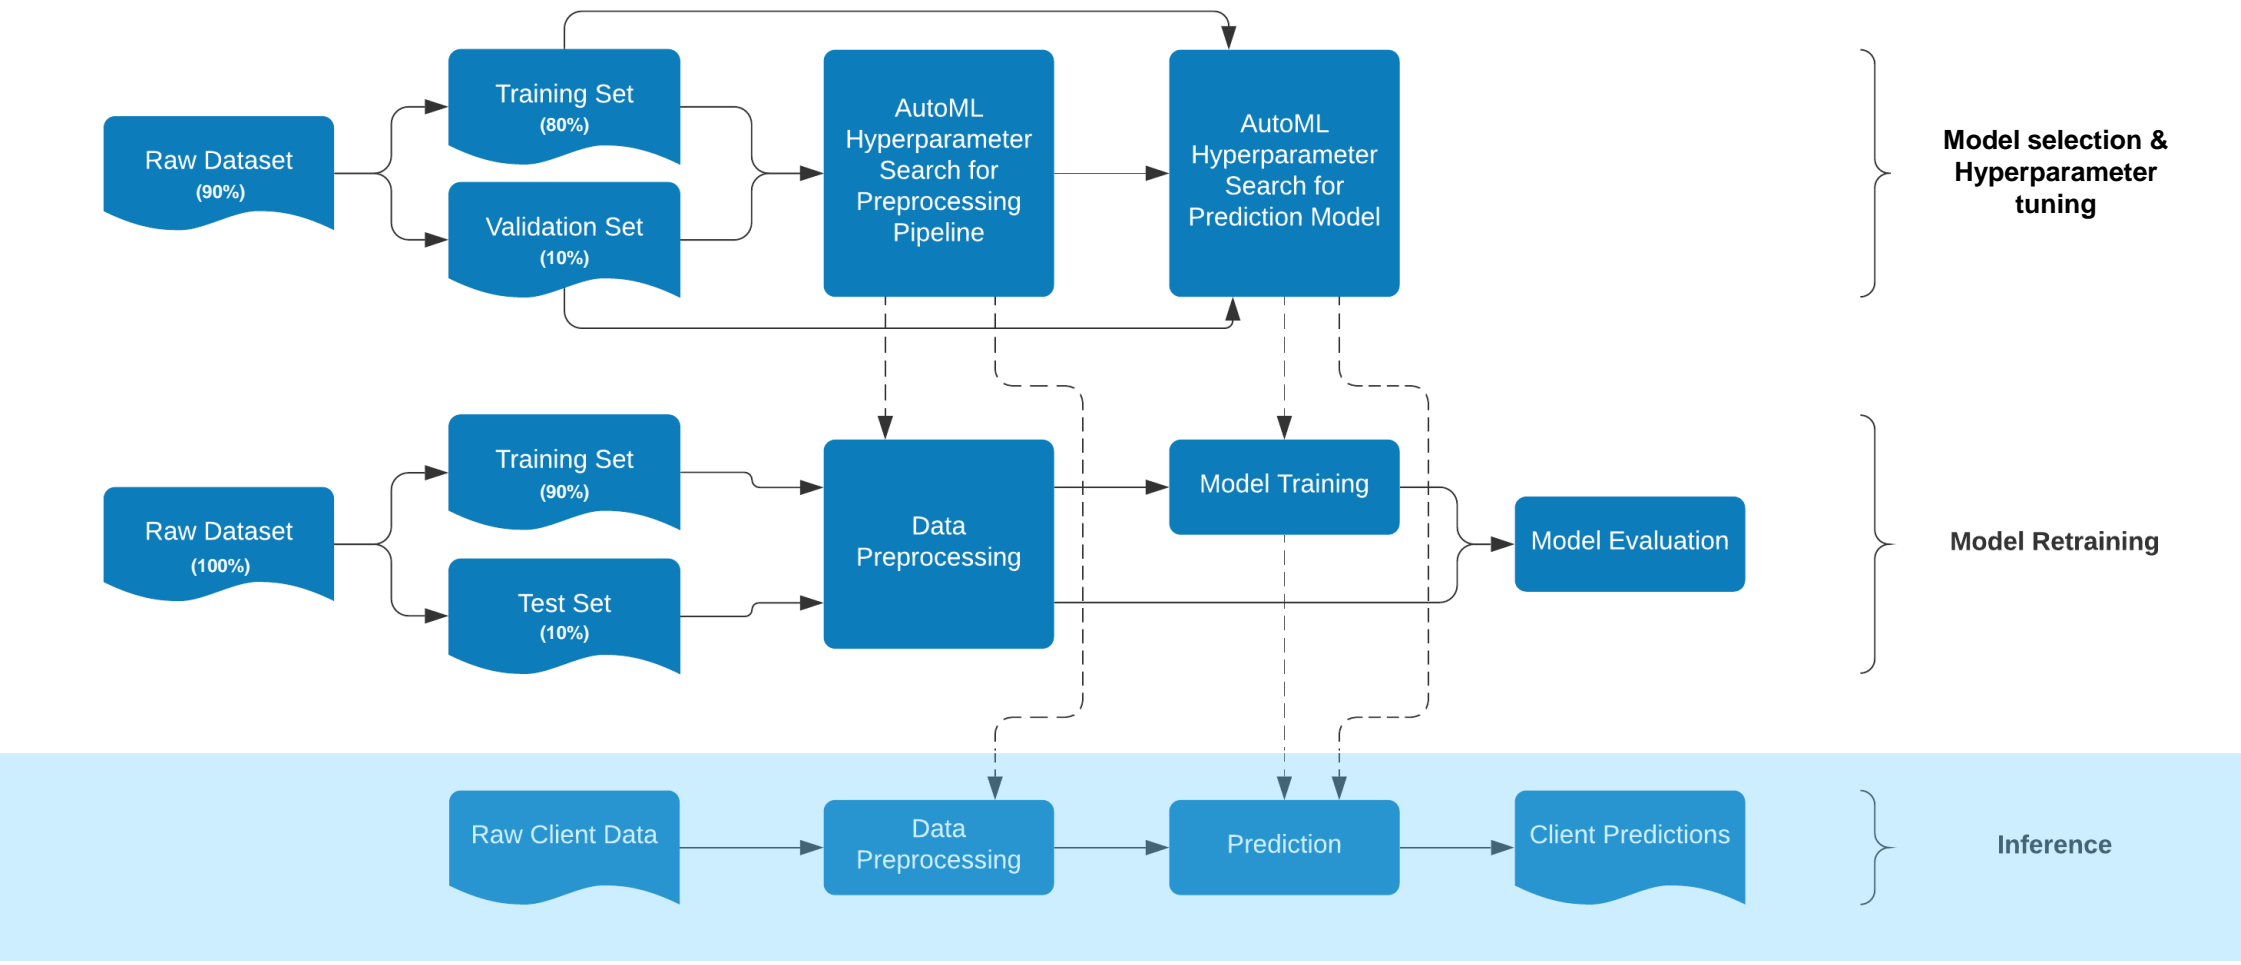 Training Set
(80%)
Raw Dataset
(90%)
Validation Set
(10%)
AutoML
Hyperparameter
Search for
Preprocessing
Pipeline
AutoML
Hyperparameter
Search for
Prediction Model
Model selection &
Hyperparameter
tuning
Training Set
(90%)
Raw Dataset
(100%)
Test Set
(10%)
Data
Preprocessing
Model Training
Model Evaluation
Model Retraining
Raw Client Data
Data
Preprocessing
Prediction
Client Predictions
Inference